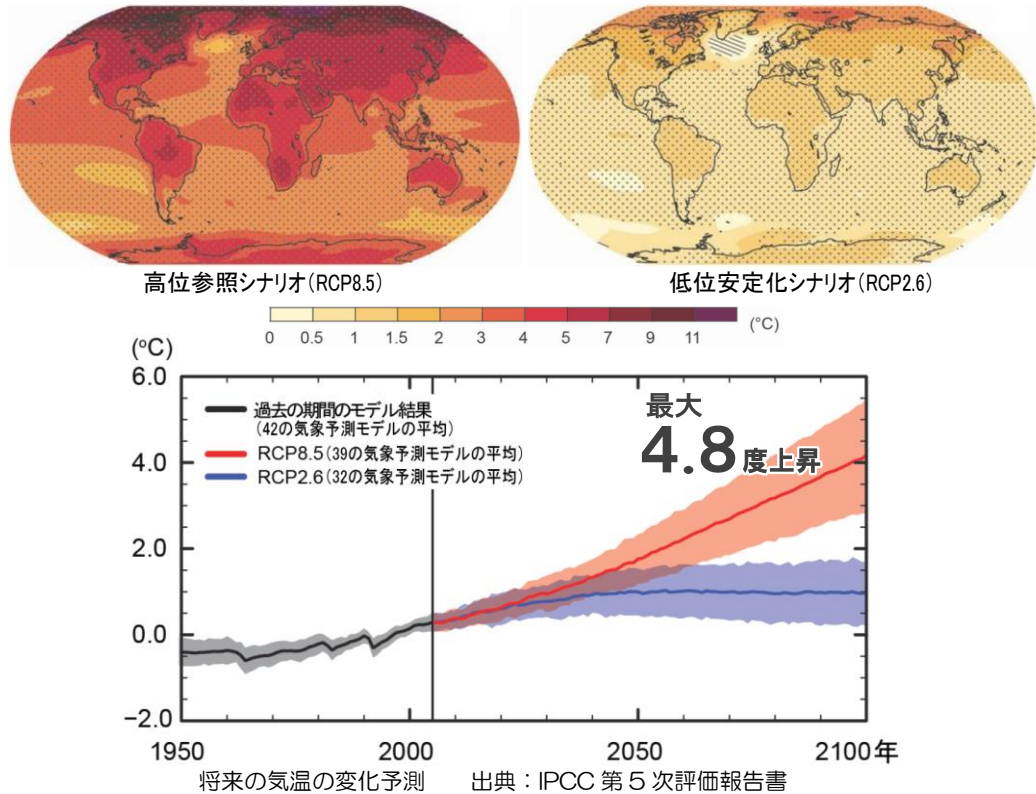 高位参照シナリオ(RCP8.5)
低位安定化シナリオ(RCP2.6)
0 0.5 1 1.5 2 3 4 5 7 9 11
(°C)
(°C)
6.0
4.0
2.0
0.0
−2.0
過去の期間のモデル結果
(42の気象予測モデルの平均)
RCP8.5(39の気象予測モデルの平均)
RCP2.6(32の気象予測モデルの平均)
最大
4.8度上昇
1950 2000 2050 2100年
将来の気温の変化予測 出典：IPCC 第5次評価報告書